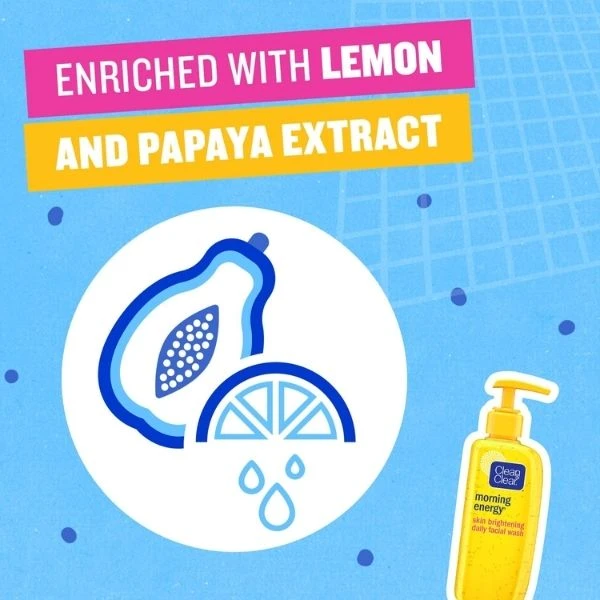 ENRICHED WITH LEMON
AND PAPAYA EXTRACT
Clean
Clear
morning
energy®
skin brightening
daily facial wash